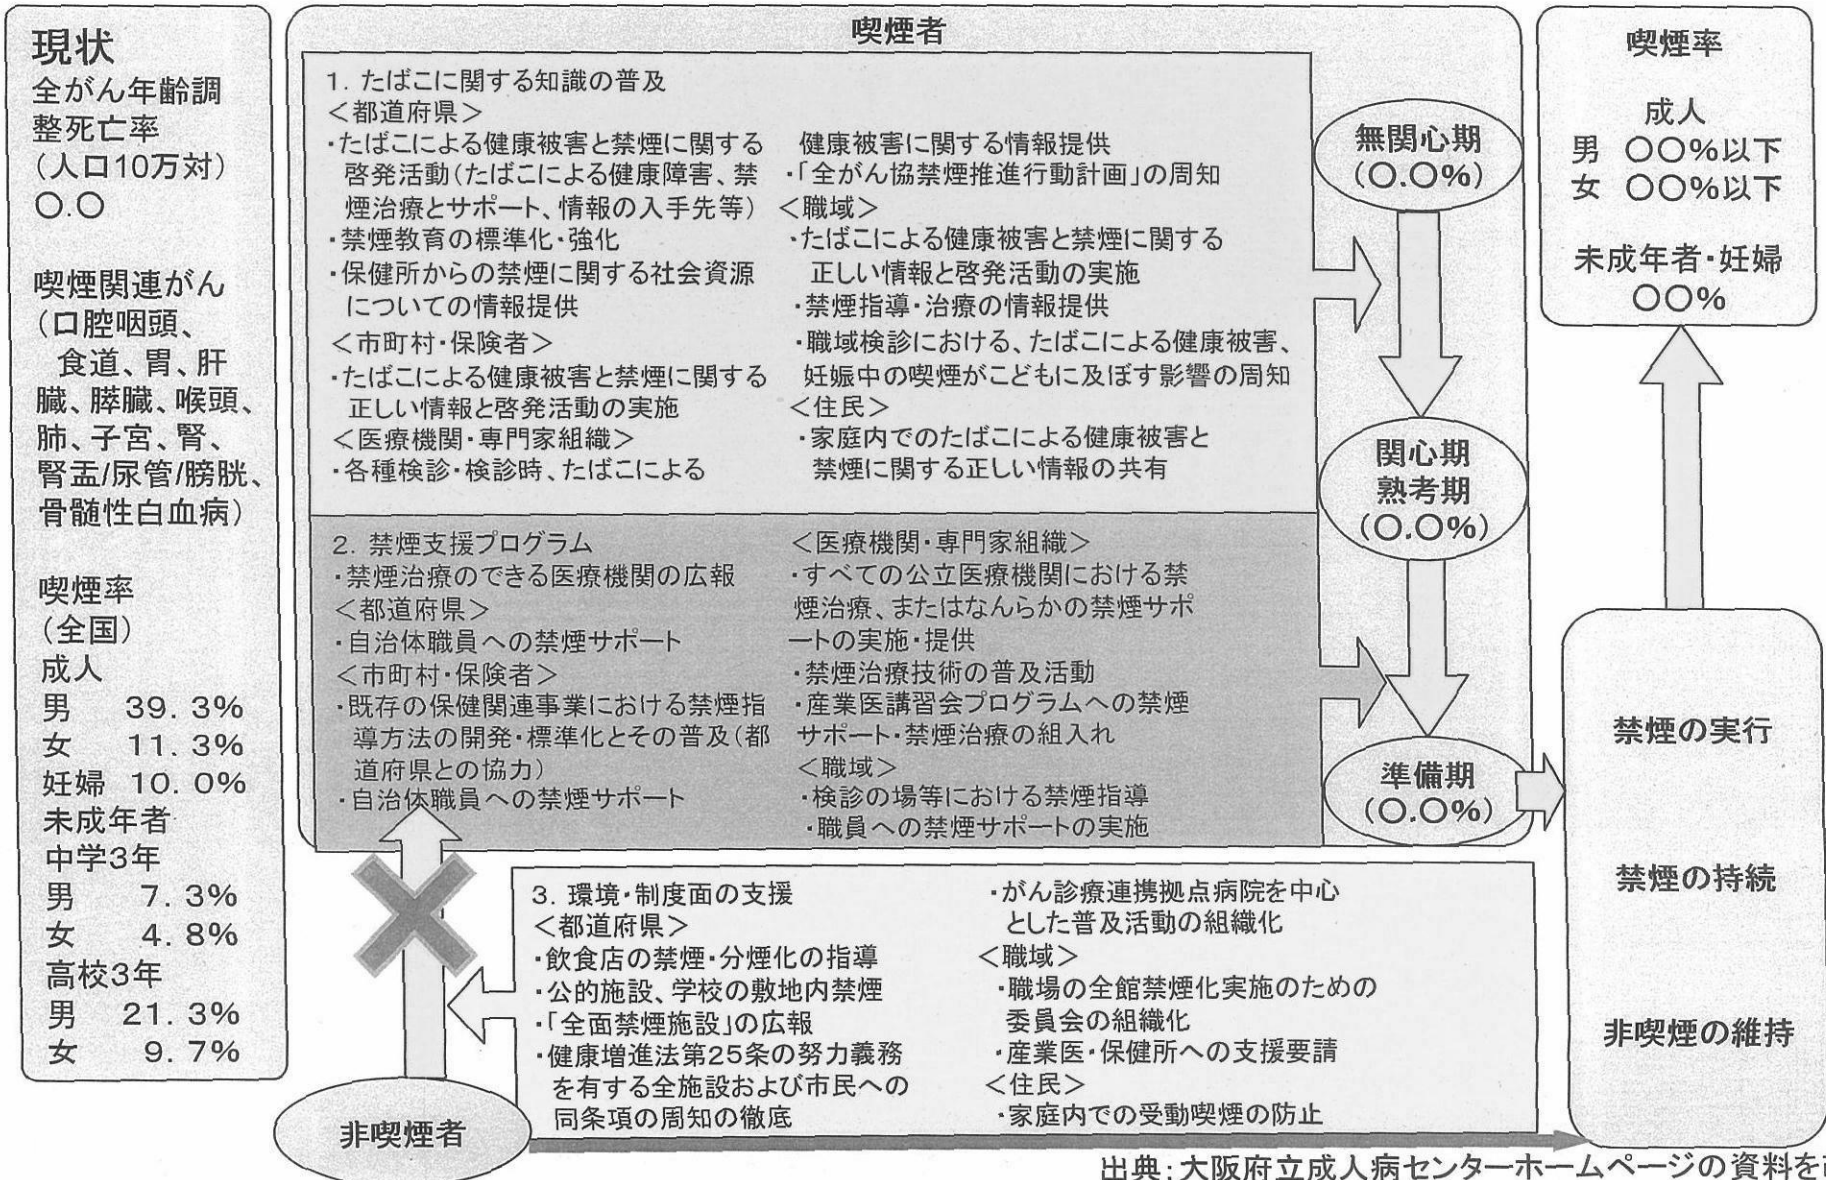 現状
全がん年齢調
整死亡率
(人口10万対)
〇.〇
喫煙関連がん
(口腔咽頭、
食道、胃、肝
臓、膵臓、喉頭、
肺、子宮、腎、
腎盂/尿管/膀胱、
骨髄性白血病)
喫煙率
(全国)
成人
男 39.3%
女 11.3%
妊婦 10.0%
未成年者
中学3年
男 7.3%
女 4.8%
高校3年
男 21.3%
女 9.7%
喫煙者
1. たばこに関する知識の普及
<都道府県>
・たばこによる健康被害と禁煙に関する
啓発活動(たばこによる健康障害、禁
煙治療とサポート、情報の入手先等)
・禁煙教育の標準化・強化
・保健所からの禁煙に関する社会資源
についての情報提供
<市町村・保険者>
・たばこによる健康被害と禁煙に関する
正しい情報と啓発活動の実施
<医療機関・専門家組織>
・各種検診・検診時、たばこによる
健康被害に関する情報提供
・「全がん協禁煙推進行動計画」の周知
<職域>
・たばこによる健康被害と禁煙に関する
正しい情報と啓発活動の実施
・禁煙指導・治療の情報提供
・職域検診における、たばこによる健康被害、
妊娠中の喫煙がこどもに及ぼす影響の周知
<住民>
・家庭内でのたばこによる健康被害と
禁煙に関する正しい情報の共有
2. 禁煙支援プログラム
・禁煙治療のできる医療機関の広報
<都道府県>
・自治体職員への禁煙サポート
<市町村・保険者>
・既存の保健関連事業における禁煙指
導方法の開発・標準化とその普及(都
道府県との協力)
・自治体職員への禁煙サポート
<医療機関・専門家組織>
・すべての公立医療機関における禁
煙治療、またはなんらかの禁煙サポ
ートの実施・提供
・禁煙治療技術の普及活動
・産業医講習会プログラムへの禁煙
サポート・禁煙治療の組入れ
<職域>
・検診の場等における禁煙指導
・職員への禁煙サポートの実施
無関心期
(〇.〇%)
関心期
熟考期
(〇.〇%)
準備期
(〇.〇%)
3. 環境・制度面の支援
<都道府県>
・飲食店の禁煙・分煙化の指導
・公的施設、学校の敷地内禁煙
・「全面禁煙施設」の広報
・健康増進法第25条の努力義務
を有する全施設および市民への
同条項の周知の徹底
・がん診療連携拠点病院を中心
とした普及活動の組織化
<職域>
・職場の全館禁煙化実施のための
委員会の組織化
・産業医・保健所への支援要請
<住民>
・家庭内での受動喫煙の防止
非喫煙者
喫煙率
成人
男 〇〇%以下
女 〇〇%以下
未成年者・妊婦
〇〇%
禁煙の実行
禁煙の持続
非喫煙の維持
出典:大阪府立成人病センターホームページの資料を